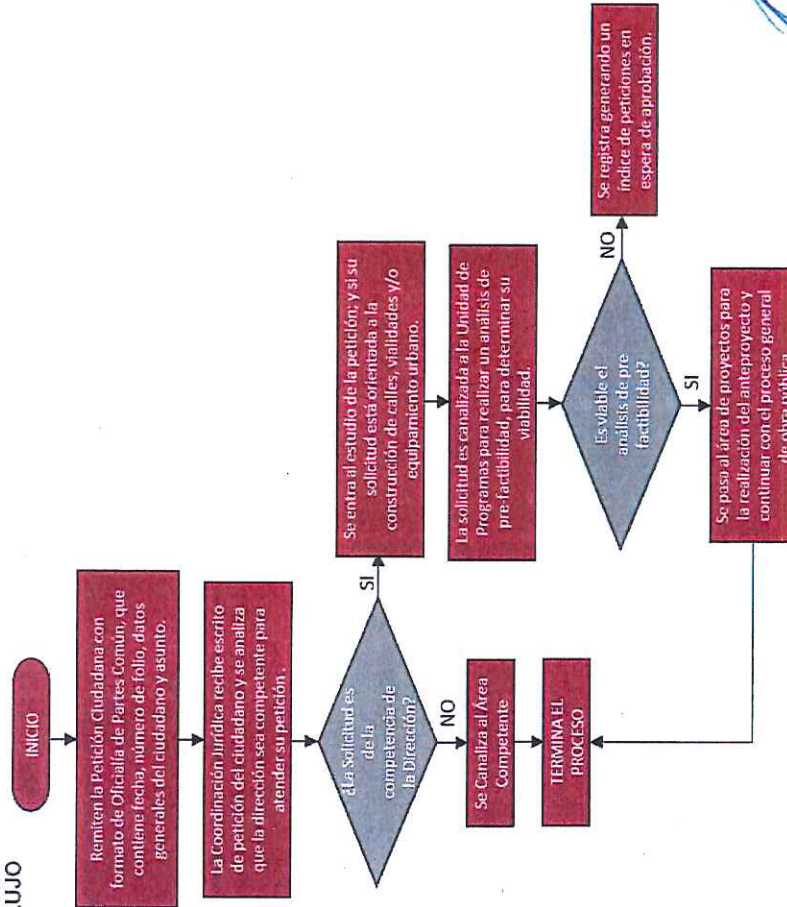 LUJO
INICIO
Remiten la Petición Ciudadana con
formato de Oficialía de Partes Común, que
contiene fecha, número de folio, datos
generales del ciudadano y asunto.
La Coordinación Jurídica recibe escrito
de petición del ciudadano y se analiza
que la dirección sea competente para
atender su petición .
¿La Solicitud es
de la
competencia de
la Dirección?
NO
Se Canaliza al Área
Competente
TERMINA EL
PROCESO
SI
Se entra al estudio de la petición; y si su
solicitud está orientada a la
construcción de calles, vialidades y/o
equipamiento urbano.
La solicitud es canalizada a la Unidad de
Programas para realizar un análisis de
pre-factibilidad, para determinar su
viabilidad.
Es viable el
análisis de pre
factibilidad?
NO
Se registra generando un
índice de peticiones en
espera de aprobación.
SI
Se pasa al área de proyectos para
la realización del anteproyecto y
continuar con el proceso general
de obra pública